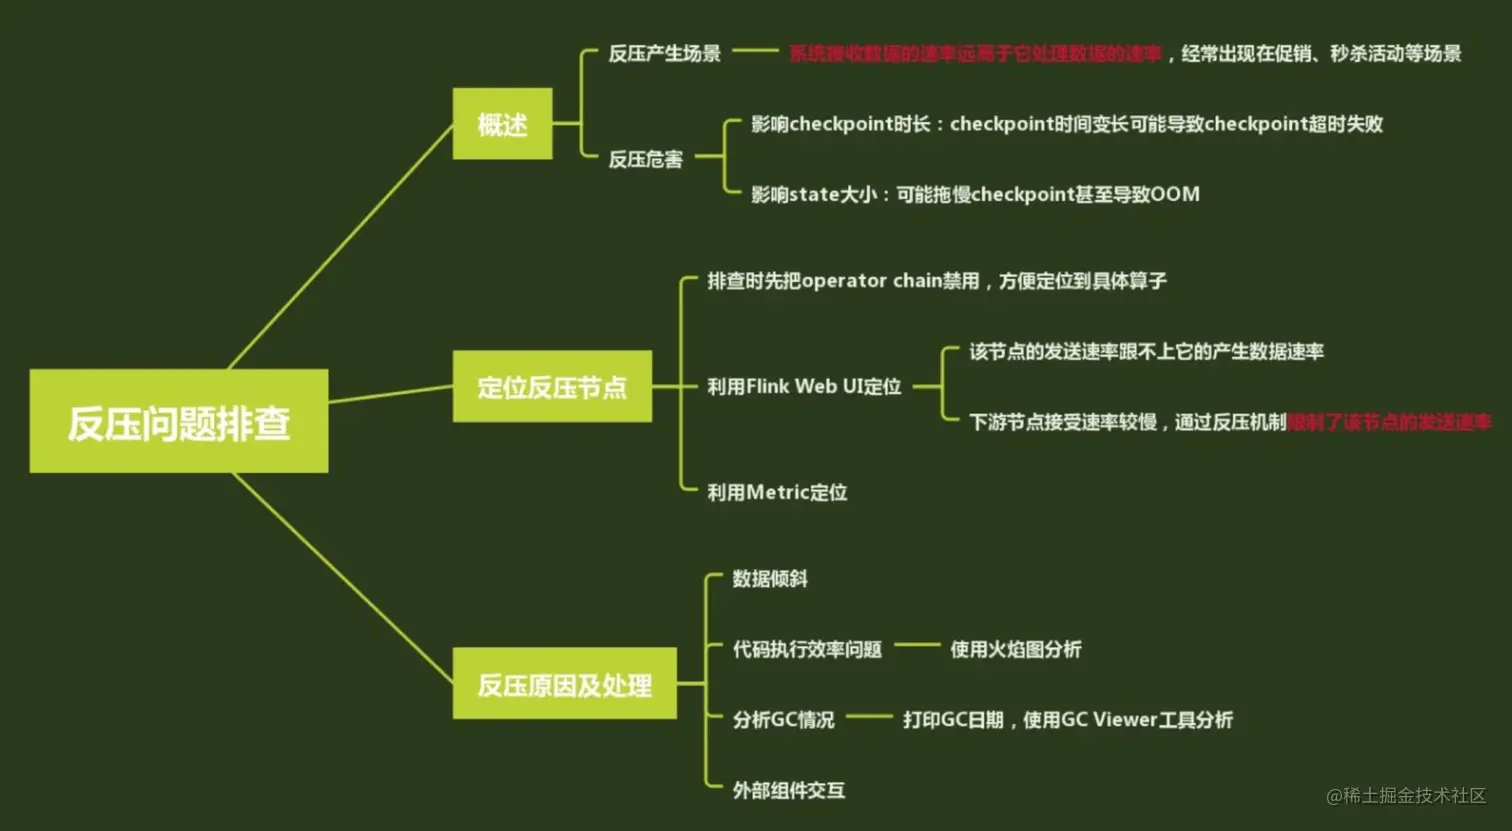 反压问题排查
概述
反压产生场景
系统接收数据的速率远高于它处理数据的速率，经常出现在促销、秒杀活动等场景
反压危害
影响checkpoint时长：checkpoint时间变长可能导致checkpoint超时失败
影响state大小：可能拖慢checkpoint甚至导致OOM
定位反压节点
排查时先把operator chain禁用，方便定位到具体算子
利用Flink Web UI定位
该节点的发送速率跟不上它的产生数据速率
下游节点接受速率较慢，通过反压机制限制了该节点的发送速率
利用Metric定位
反压原因及处理
数据倾斜
代码执行效率问题
使用火焰图分析
分析GC情况
打印GC日期，使用GC Viewer工具分析
外部组件交互
@稀土掘金技术社区